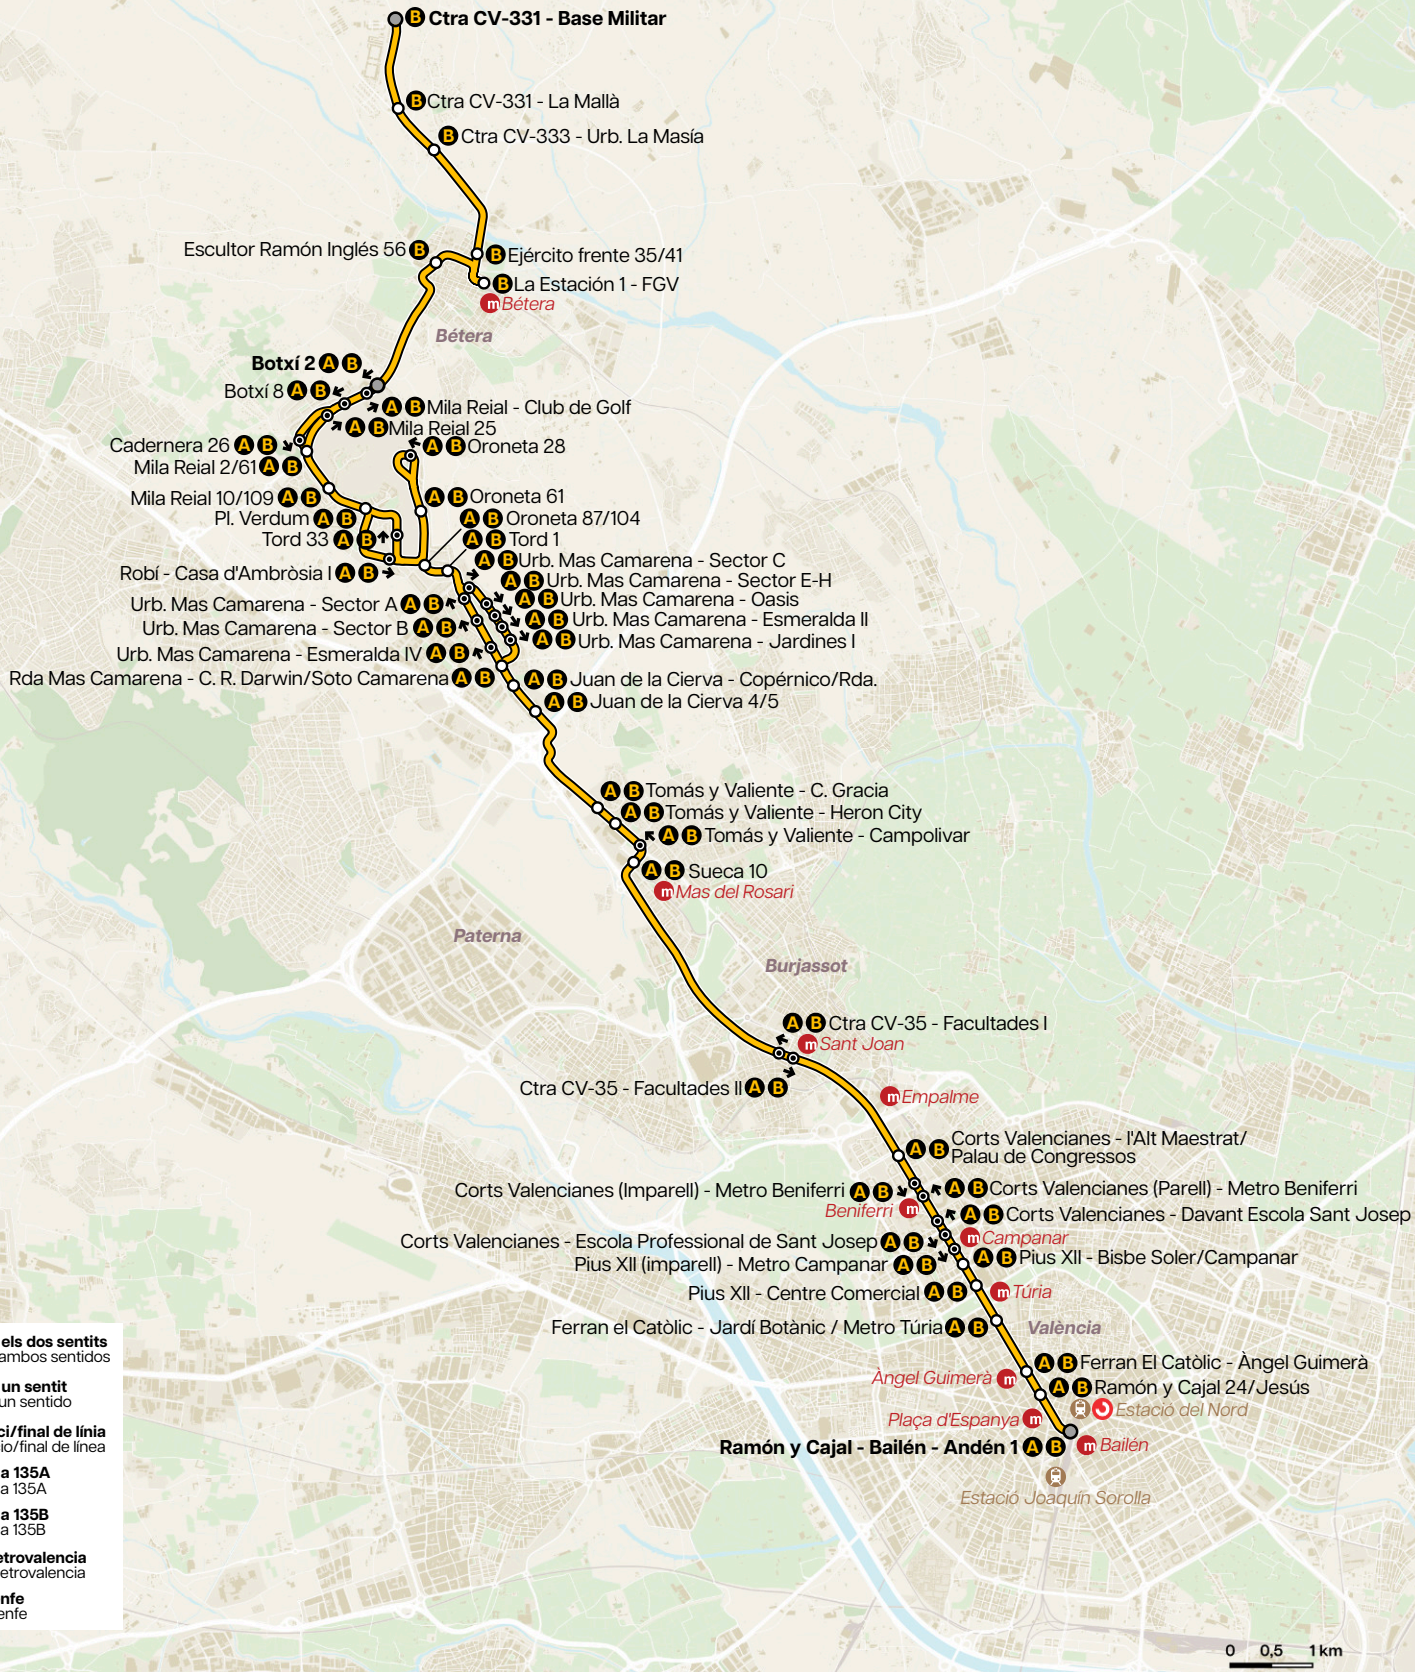 B Ctra CV-331 - Base Militar
B Ctra CV-331 - La Mallà
B Ctra CV-333 - Urb. La Masía
Escultor Ramón Inglés 56 B
B Ejército frente 35/41
B La Estación 1 - FGV
m Bétera
Bétera
Botxí 2 A B
Botxí 8 A B
A B Mila Reial - Club de Golf
A B Mila Reial 25
Cadernera 26 A B
A B Oroneta 28
Mila Reial 2/61 A B
Mila Reial 10/109 A B
A B Oroneta 61
Pl. Verdum A B
A B Oroneta 87/104
Tord 33 A B
A B Tord 1
A B Urb. Mas Camarena - Sector C
Robí - Casa d'Ambròsia I A B
A B Urb. Mas Camarena - Sector E-H
A B Urb. Mas Camarena - Oasis
Urb. Mas Camarena - Sector A A B
A B Urb. Mas Camarena - Esmeralda II
Urb. Mas Camarena - Sector B A B
A B Urb. Mas Camarena - Jardines I
Urb. Mas Camarena - Esmeralda IV A B
Rda Mas Camarena - C. R. Darwin/Soto Camarena A B
A B Juan de la Cierva - Copérnico/Rda.
A B Juan de la Cierva 4/5
A B Tomás y Valiente - C. Gracia
A B Tomás y Valiente - Heron City
A B Tomás y Valiente - Campolivar
A B Sueca 10
m Mas del Rosari
Paterna
Burjassot
A B Ctra CV-35 - Facultades I
m Sant Joan
Ctra CV-35 - Facultades II A B
m Empalme
A B Corts Valencianes - l'Alt Maestrat/
Palau de Congressos
Corts Valencianes (Imparell) - Metro Beniferri A B
A B Corts Valencianes (Parell) - Metro Beniferri
Beniferri m
A B Corts Valencianes - Davant Escola Sant Josep
m Campanar
Corts Valencianes - Escola Professional de Sant Josep A B
A B Pius XII - Bisbe Soler/Campanar
Pius XII (imparell) - Metro Campanar A B
Pius XII - Centre Comercial A B
m Túria
Ferran el Catòlic - Jardí Botànic / Metro Túria A B
València
A B Ferran El Catòlic - Àngel Guimerà
Àngel Guimerà m
A B Ramón y Cajal 24/Jesús
Estació del Nord
Plaça d'Espanya m
Ramón y Cajal - Bailén - Andén 1 A B
m Bailén
Estació Joaquín Sorolla
els dos sentits
ambos sentidos
un sentit
un sentido
ci/final de línia
cio/final de línea
a 135A
a 135A
a 135B
a 135B
etrovalencia
etrovalencia
nfe
enfe
0 0,5 1 km